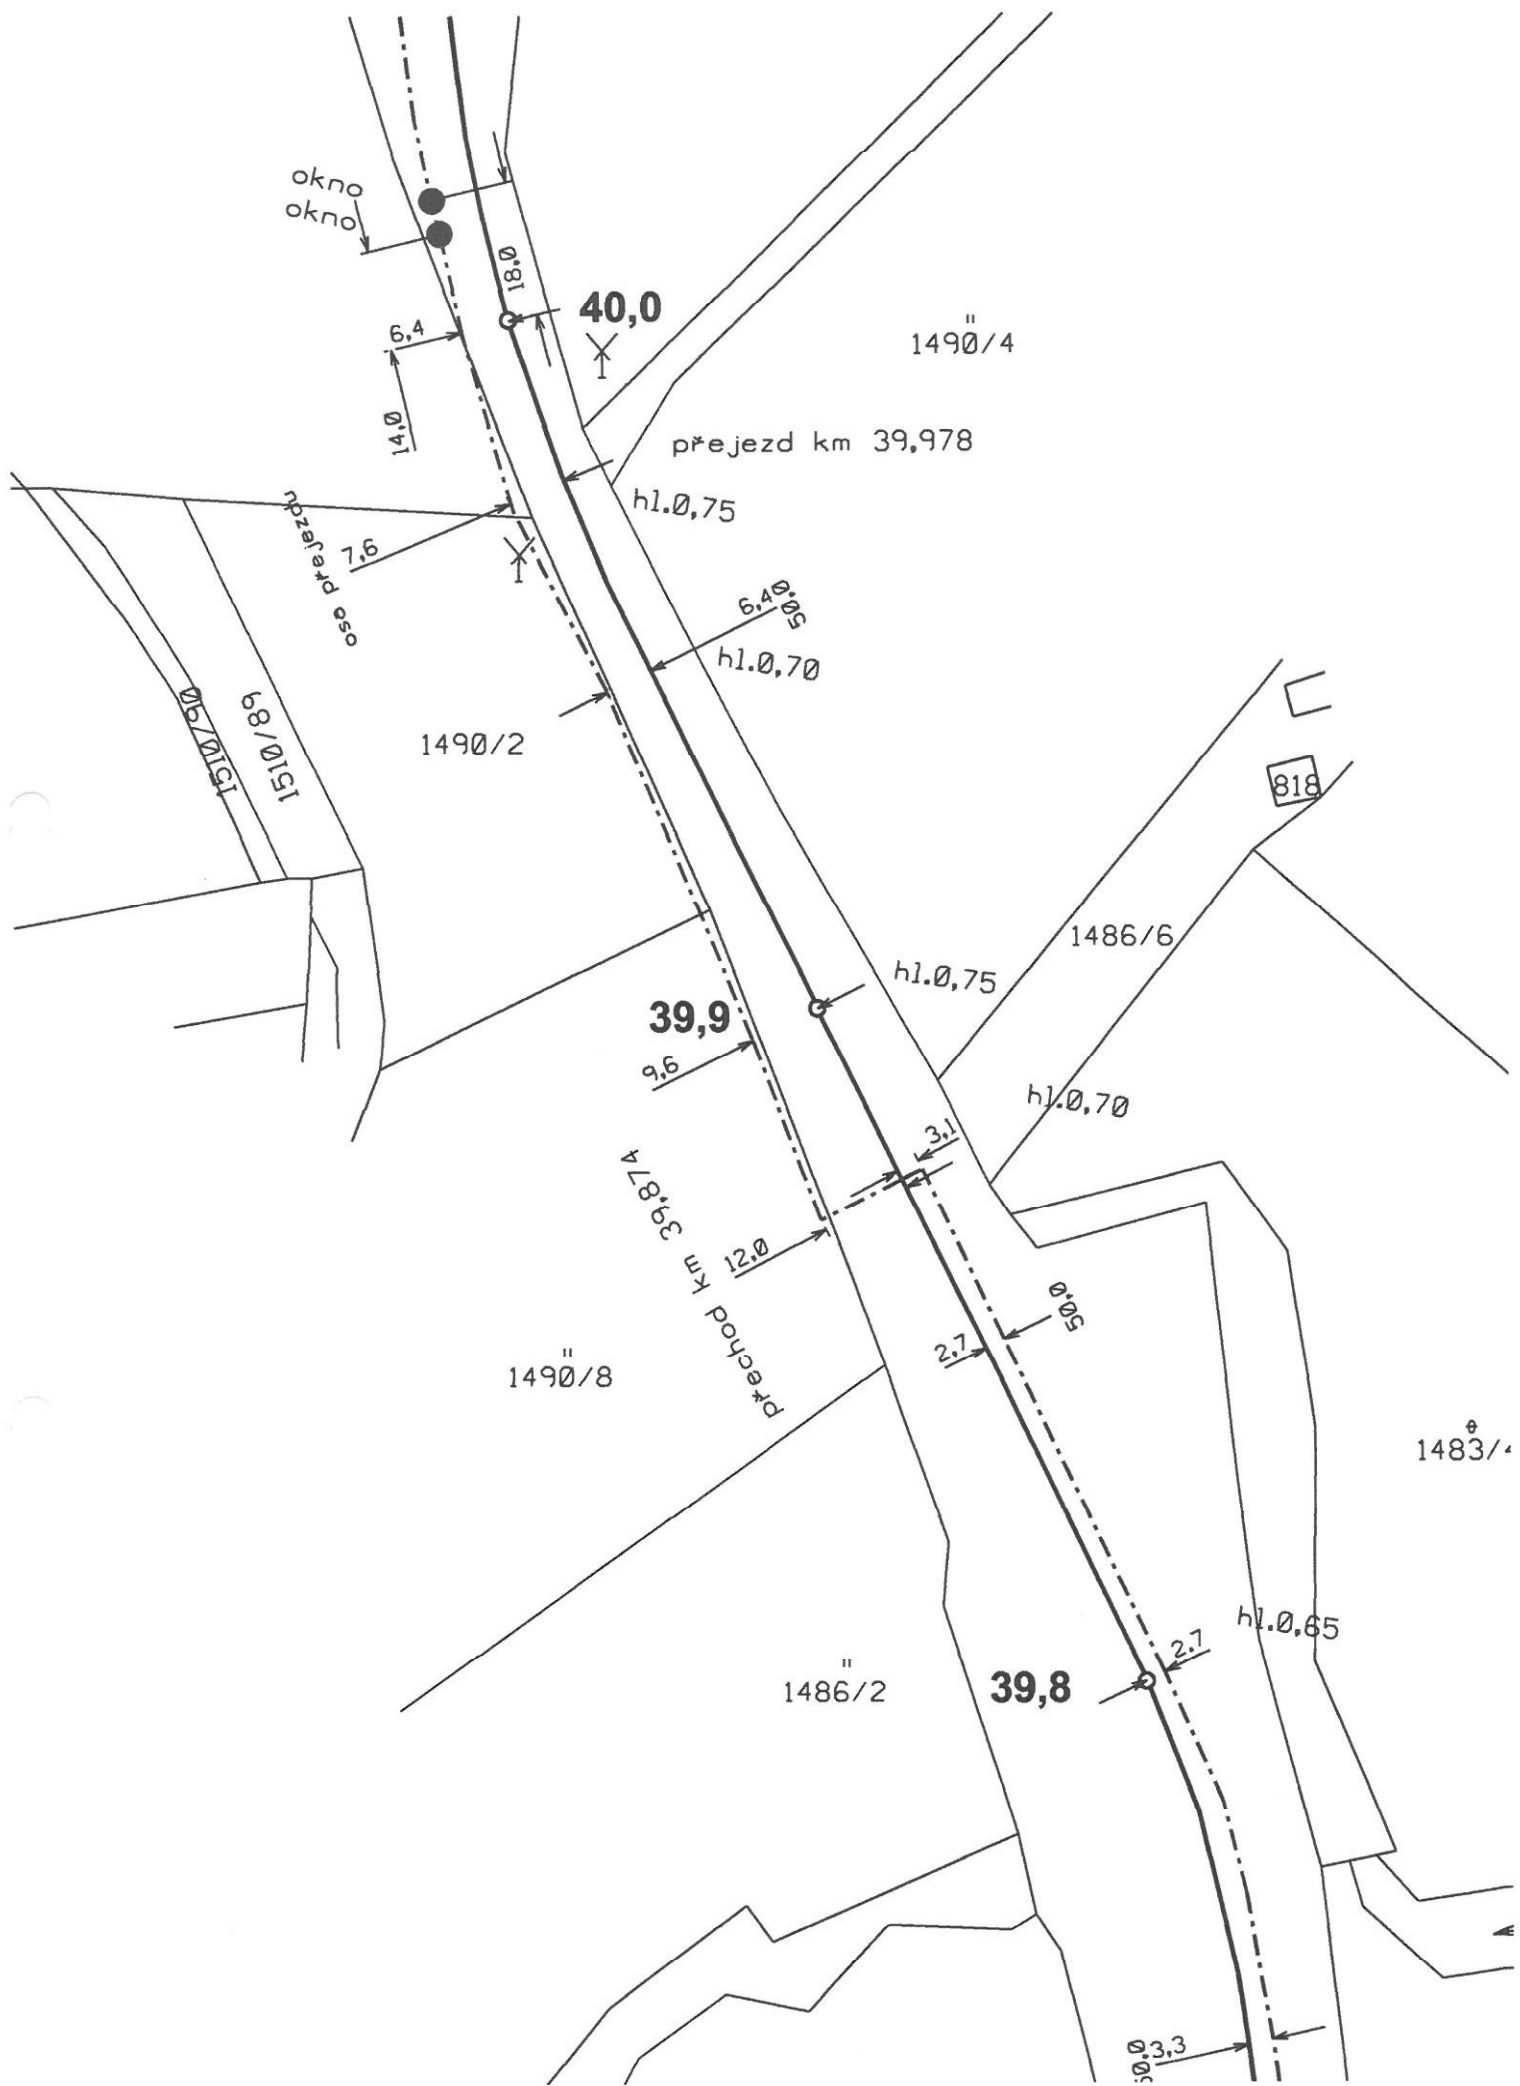 okno
okno
18.0
40,0
6,4
"
1490/4
14.0
přejezd km 39,978
hl.0,75
osa přejezdu
7,6
6,4
50.0
hl.0,70
1510/90
1510/89
1490/2
818
1486/6
hl.0,75
39,9
9,6
hl.0,70
3,1
přechod km 39,874
12,0
50.0
2,7
"
1490/8
1483/
hl.0,65
2.7
"
1486/2
39,8
3,3